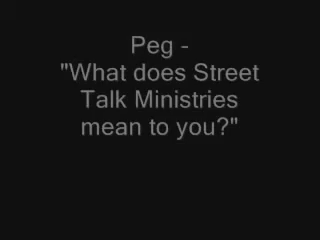 Peg -
"What does Street
Talk Ministries
mean to you?"